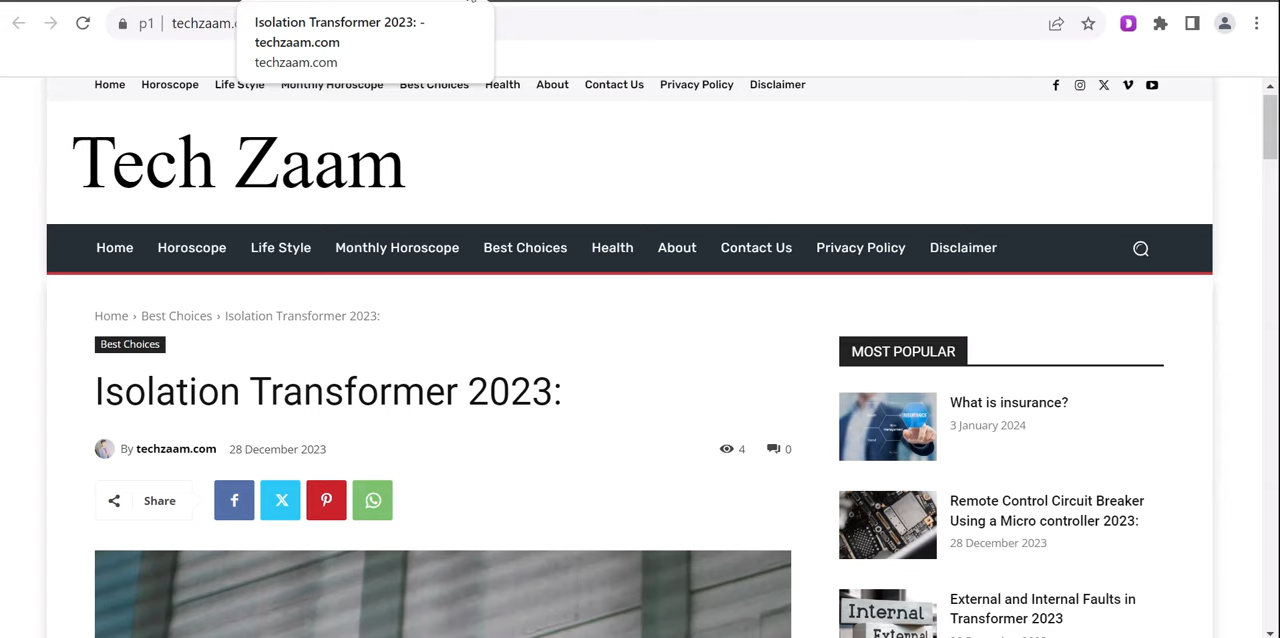 p1 techzaam.
Isolation Transformer 2023: -
techzaam.com
techzaam.com
Home Horoscope Life Style Monthly Horoscope Best Choices Health About Contact Us Privacy Policy Disclaimer
Tech Zaam
Home Horoscope Life Style Monthly Horoscope Best Choices Health About Contact Us Privacy Policy Disclaimer
Home › Best Choices › Isolation Transformer 2023:
Best Choices
Isolation Transformer 2023:
By techzaam.com 28 December 2023 4 0
Share
MOST POPULAR
What is insurance?
3 January 2024
INSURANCE
Remote Control Circuit Breaker
Using a Micro controller 2023:
28 December 2023
External and Internal Faults in
Transformer 2023
Internal
External